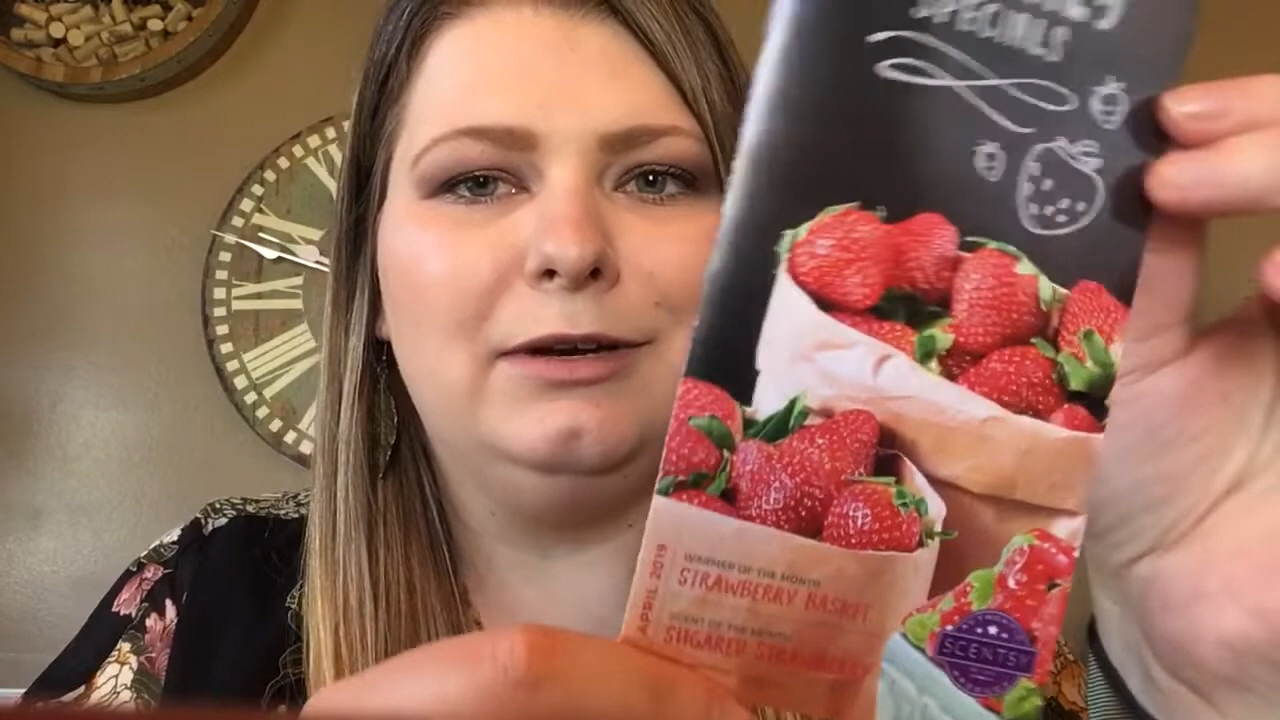 SPECIALS
APRIL 2019
WARMER OF THE MONTH
STRAWBERRY BASKET
SCENT OF THE MONTH
SUGARED STRAWBERRY
SCENTSY